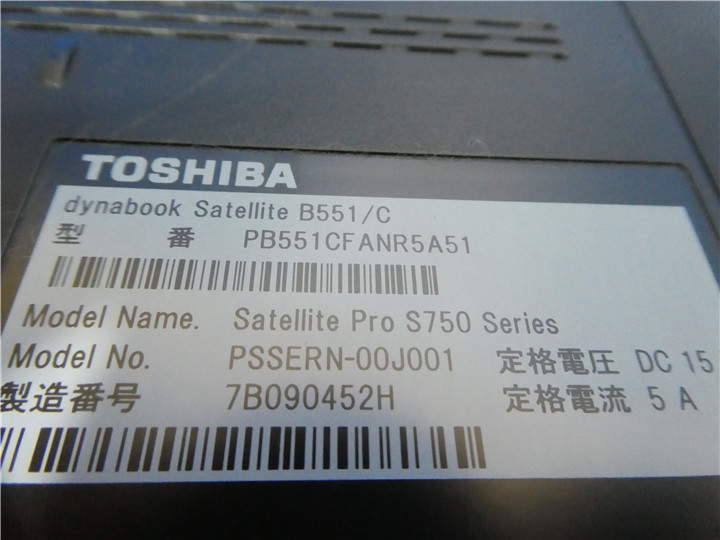 TOSHIBA
dynabook Satellite B551/C
型 番 PB551CFANR5A51
Model Name. Satellite Pro S750 Series
Model No. PSSERN-00J001 定格電圧 DC 15
製造番号 7B090452H 定格電流 5 A